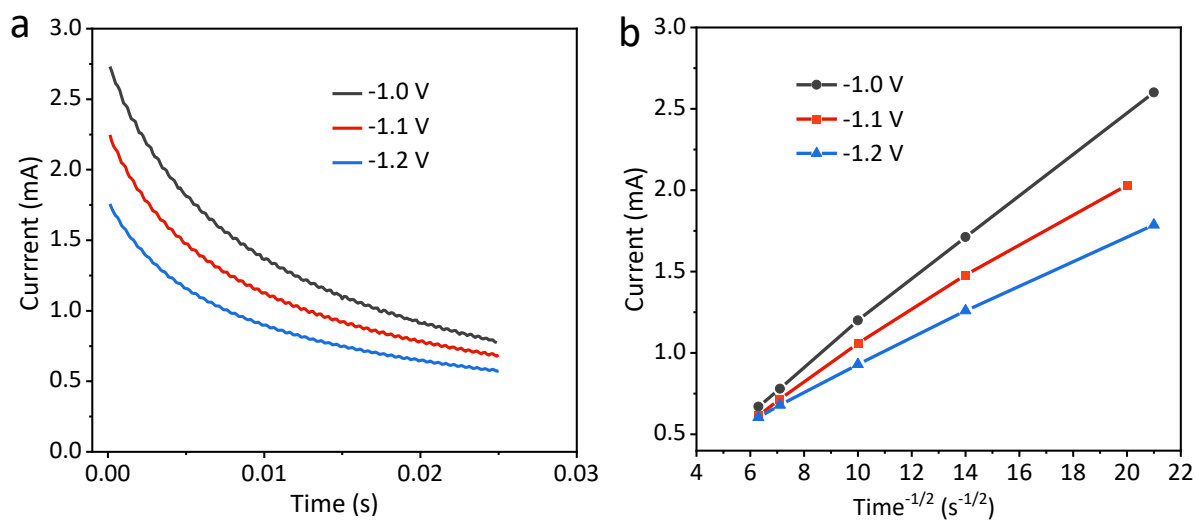 a
3.0
2.5
2.0
1.5
1.0
0.5
0.0
0.00
0.01
0.02
0.03
Currrent (mA)
Time (s)
-1.0 V
-1.1 V
-1.2 V
b
3.0
2.5
2.0
1.5
1.0
0.5
4
6
8
10
12
14
16
18
20
22
Current (mA)
Time-1/2 (s-1/2)
-1.0 V
-1.1 V
-1.2 V